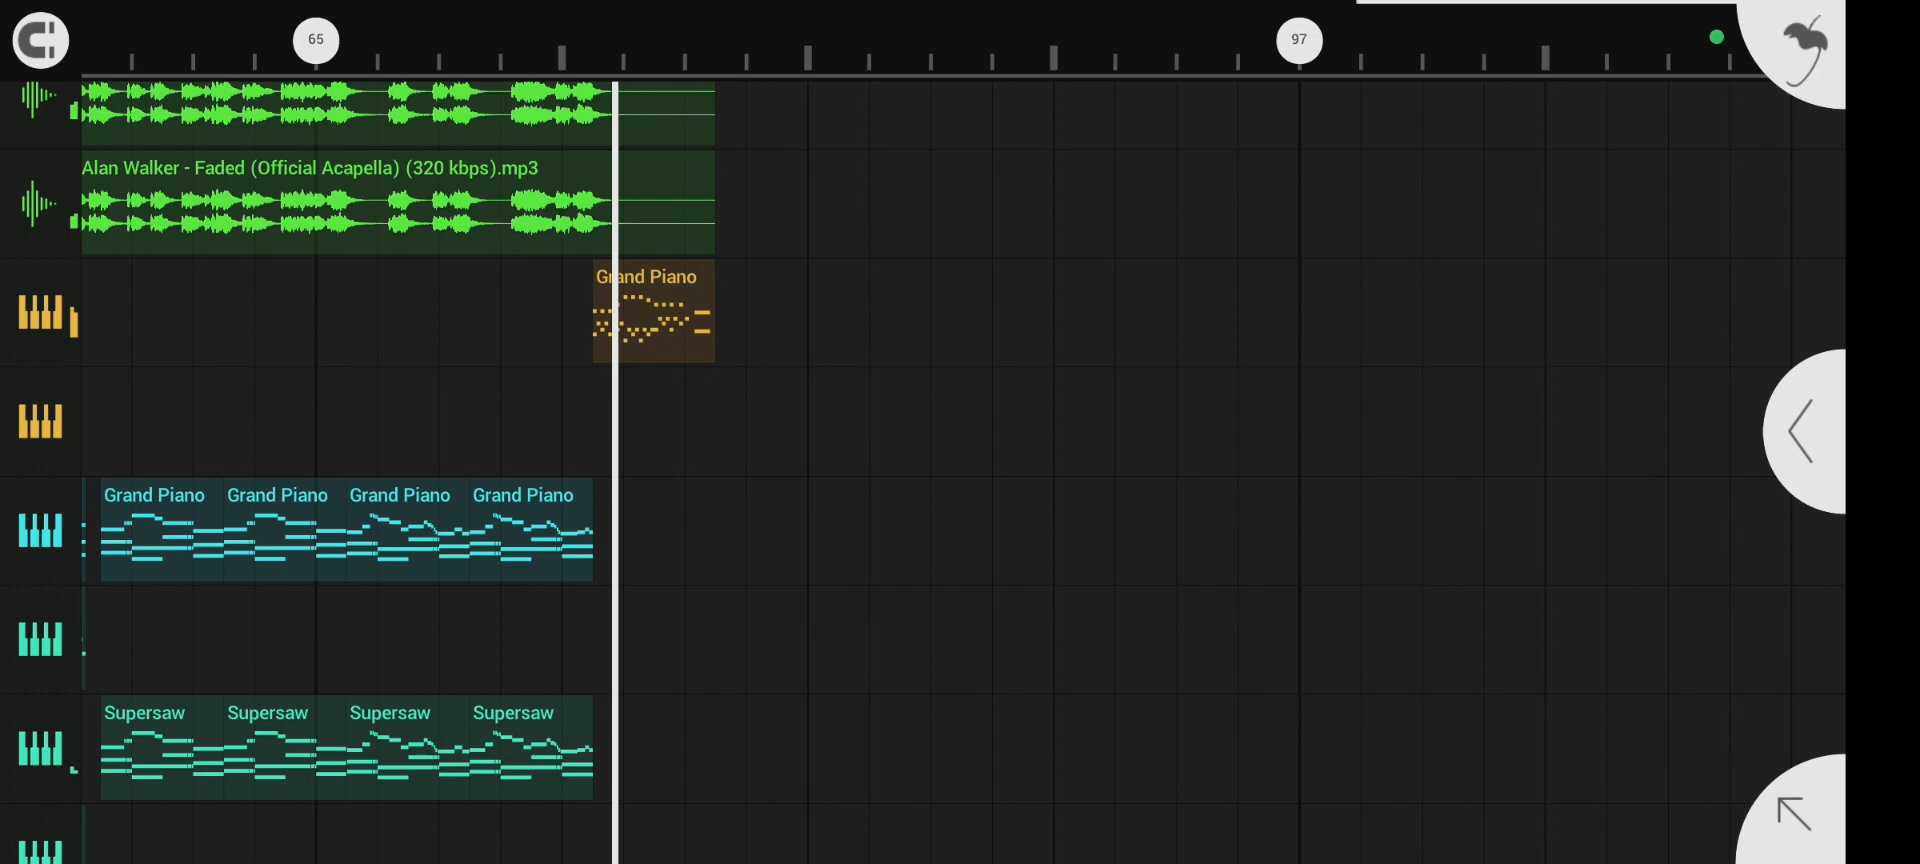 65
97
Alan Walker - Faded (Official Acapella) (320 kbps).mp3
Grand Piano
Grand Piano Grand Piano Grand Piano Grand Piano
Supersaw Supersaw Supersaw Supersaw